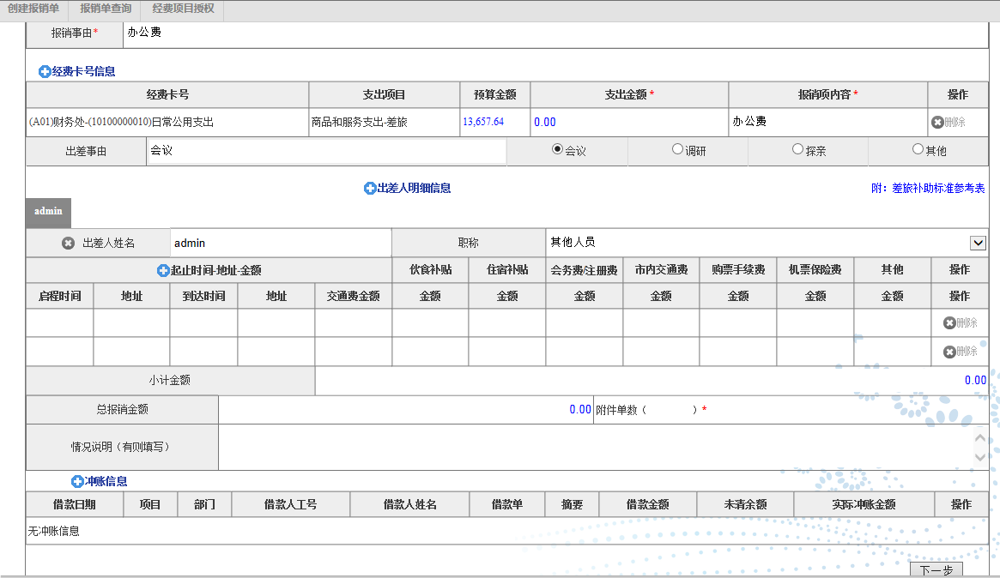 创建报销单 报销单查询 经费项目授权
报销事由* 办公费
经费卡号信息
经费卡号 支出项目 预算金额 支出金额 * 报销项内容 * 操作
(A01)财务处-(10100000010)日常公用支出 商品和服务支出-差旅 13,657.64 0.00 办公费 删除
出差事由 会议 会议 调研 探亲 其他
出差人明细信息 附：差旅补助标准参考表
admin
出差人姓名 admin 职称 其他人员
起止时间-地址-金额 伙食补贴 住宿补贴 会务费/注册费 市内交通费 购票手续费 机票保险费 其他 操作
启程时间 地址 到达时间 地址 交通费金额 金额 金额 金额 金额 金额 金额 金额 操作
删除
删除
小计金额 0.00
总报销金额 0.00 附件单数（ ） *
情况说明（有则填写）
冲账信息
借款日期 项目 部门 借款人工号 借款人姓名 借款单 摘要 借款金额 未清余额 实际冲账金额 操作
无冲账信息
下一步